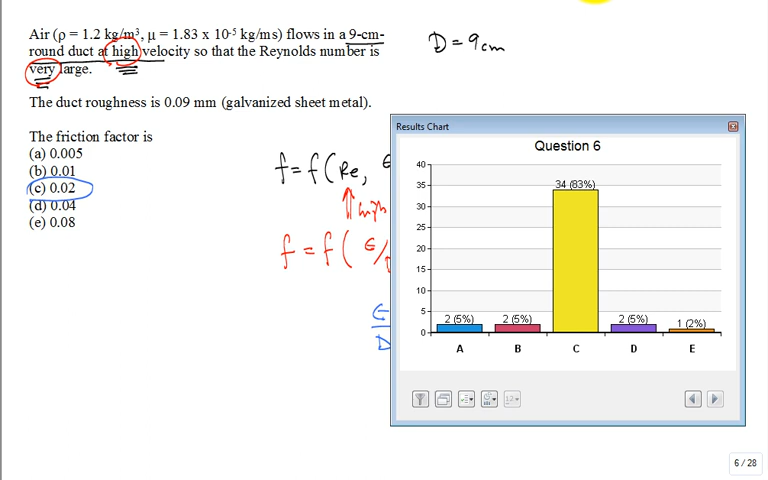 Air (ρ = 1.2 kg/m³, μ = 1.83 x 10⁻⁵ kg/ms) flows in a 9-cm-
round duct at high velocity so that the Reynolds number is
very large.
D = 9cm
The duct roughness is 0.09 mm (galvanized sheet metal).
The friction factor is
(a) 0.005
(b) 0.01
(c) 0.02
(d) 0.04
(e) 0.08
f = f(Re, ϵ
high
f = f( ϵ/
ϵ
D
Results Chart
Question 6
40
35
30
25
20
15
10
5
0
2 (5%)
2 (5%)
34 (83%)
2 (5%)
1 (2%)
A
B
C
D
E
6 / 28